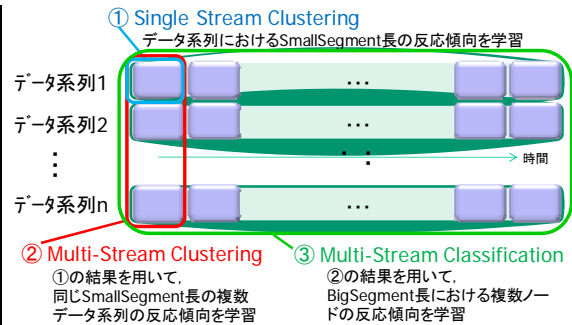 ① Single Stream Clustering
データ系列におけるSmallSegment長の反応傾向を学習
データ系列1
...
データ系列2
...
時間
データ系列n
...
② Multi-Stream Clustering
①の結果を用いて,
同じSmallSegment長の複数
データ系列の反応傾向を学習
③ Multi-Stream Classification
②の結果を用いて,
BigSegment長における複数ノー
ドの反応傾向を学習